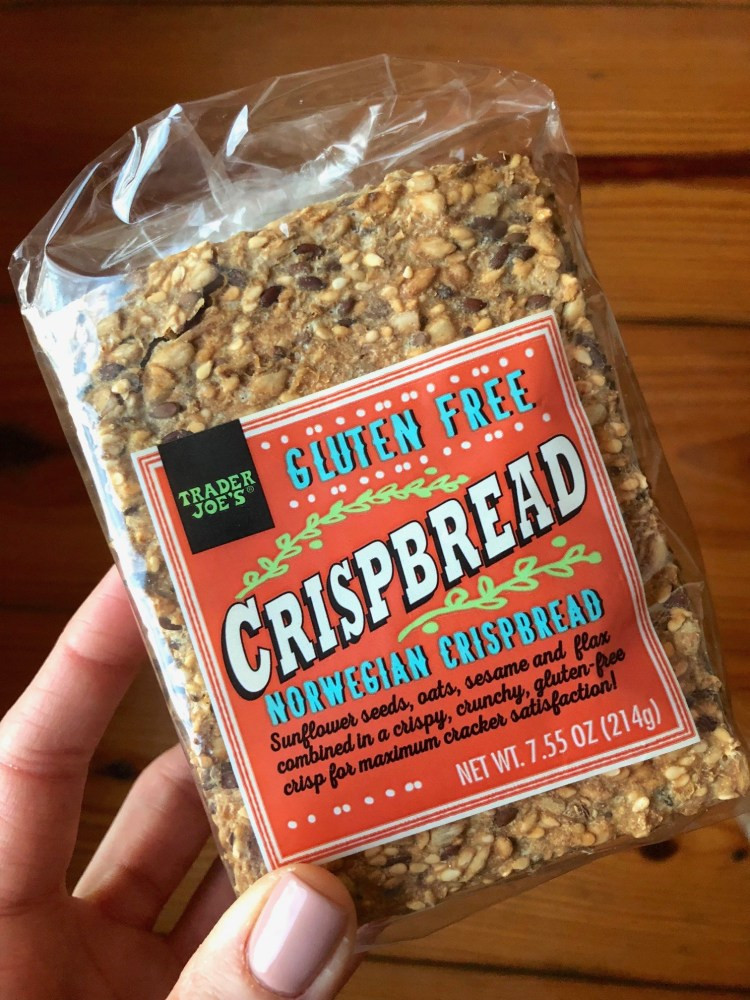 GLUTEN FREE
TRADER
JOE'S®
CRISPBREAD
NORWEGIAN CRISPBREAD
Sunflower seeds, oats, sesame and flax
combined in a crispy, crunchy, gluten-free
crisp for maximum cracker satisfaction!
NET WT. 7.55 OZ (214g)